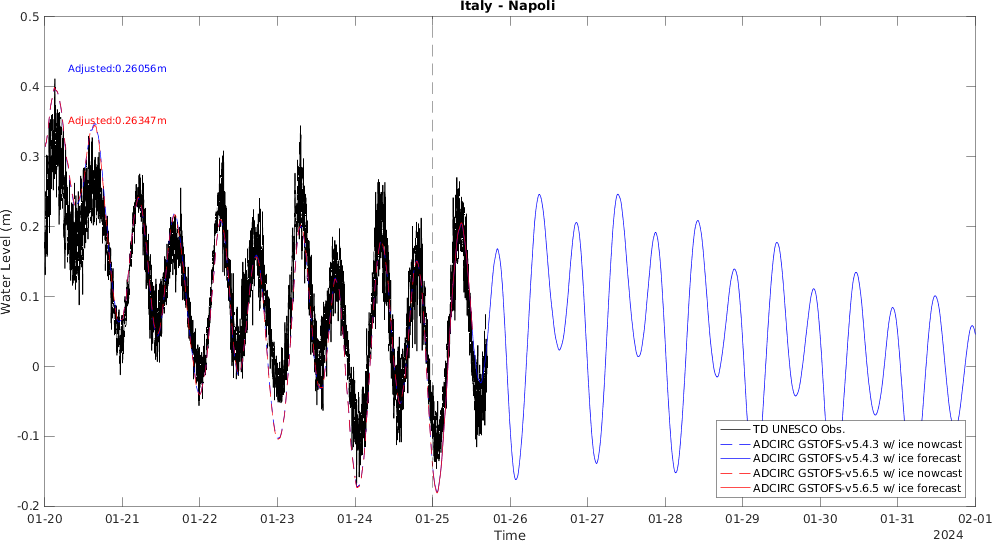 Italy - Napoli
0.5
0.4
0.3
0.2
0.1
0
-0.1
-0.2
Water Level (m)
Adjusted:0.26056m
Adjusted:0.26347m
TD UNESCO Obs.
ADCIRC GSTOFS-v5.4.3 w/ ice nowcast
ADCIRC GSTOFS-v5.4.3 w/ ice forecast
ADCIRC GSTOFS-v5.6.5 w/ ice nowcast
ADCIRC GSTOFS-v5.6.5 w/ ice forecast
01-20 01-21 01-22 01-23 01-24 01-25 01-26 01-27 01-28 01-29 01-30 01-31 02-01
Time
2024